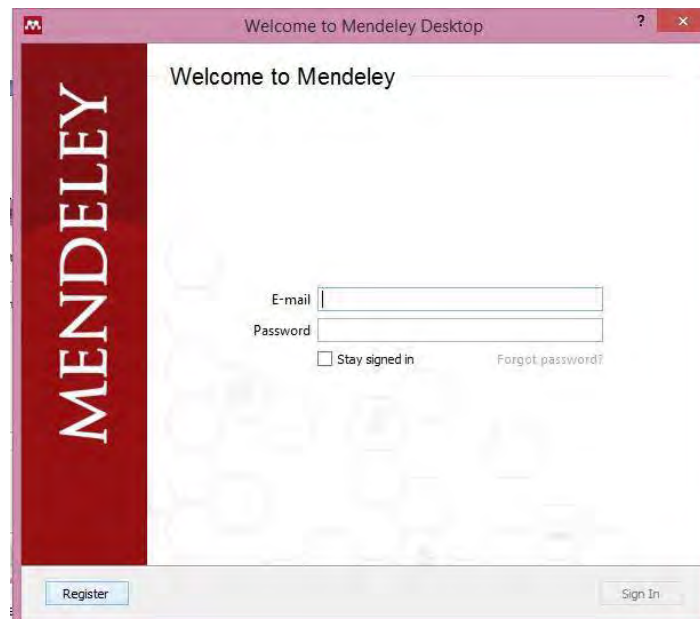 Welcome to Mendeley Desktop
?
x
Welcome to Mendeley
MENDELEY
E-mail
Password
Stay signed in Forgot password?
Register Sign In